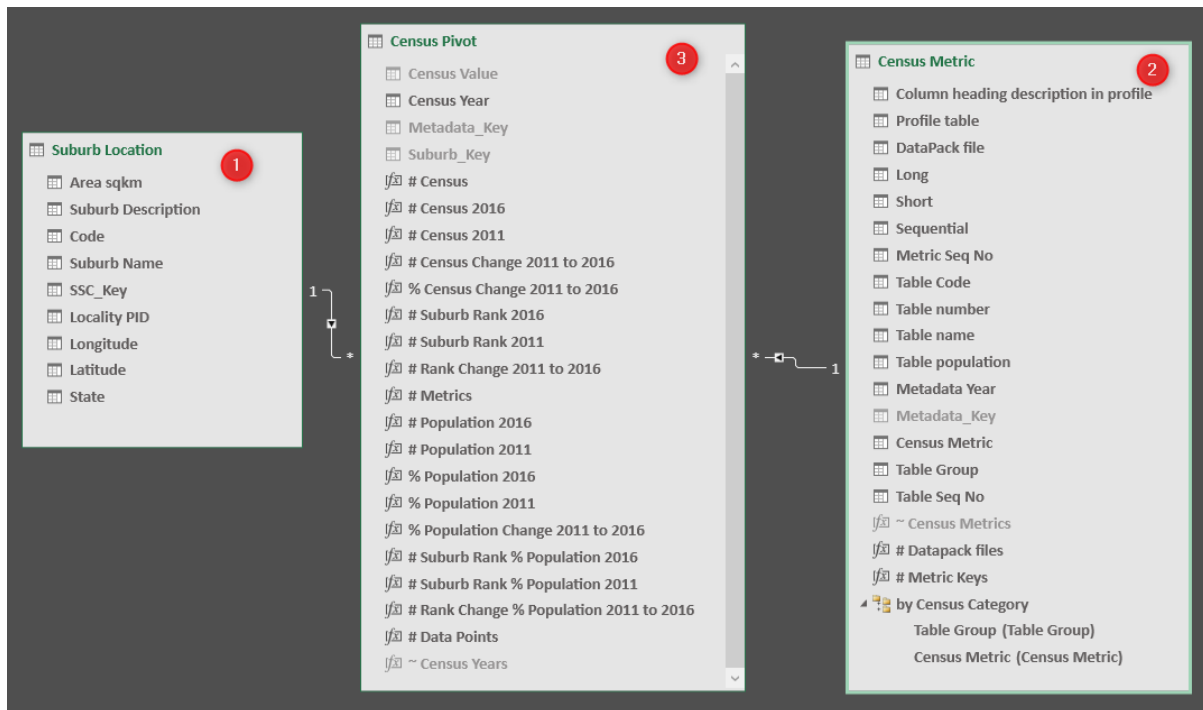 Suburb Location
1
Area sqkm
Suburb Description
Code
Suburb Name
SSC_Key
Locality PID
Longitude
Latitude
State
1
*
Census Pivot
3
Census Value
Census Year
Metadata_Key
Suburb_Key
# Census
# Census 2016
# Census 2011
# Census Change 2011 to 2016
% Census Change 2011 to 2016
# Suburb Rank 2016
# Suburb Rank 2011
# Rank Change 2011 to 2016
# Metrics
# Population 2016
# Population 2011
% Population 2016
% Population 2011
% Population Change 2011 to 2016
# Suburb Rank % Population 2016
# Suburb Rank % Population 2011
# Rank Change % Population 2011 to 2016
# Data Points
~ Census Years
*
1
Census Metric
2
Column heading description in profile
Profile table
DataPack file
Long
Short
Sequential
Metric Seq No
Table Code
Table number
Table name
Table population
Metadata Year
Metadata_Key
Census Metric
Table Group
Table Seq No
~ Census Metrics
# Datapack files
# Metric Keys
by Census Category
Table Group (Table Group)
Census Metric (Census Metric)